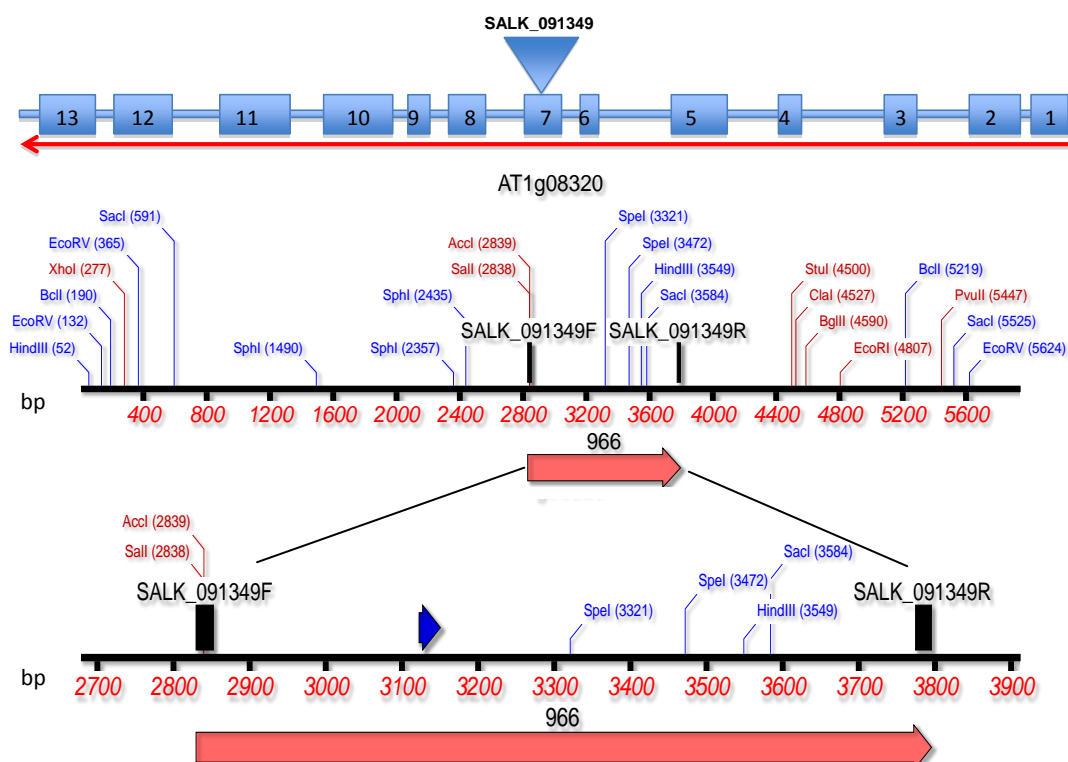 SALK_091349
13 12 11 10 9 8 7 6 5 4 3 2 1
AT1g08320
SacI (591)
SpeI (3321)
EcoRV (365)
AccI (2839)
SpeI (3472)
XhoI (277)
SalI (2838)
HindIII (3549)
StuI (4500)
BclI (5219)
BclI (190)
SphI (2435)
SacI (3584)
ClaI (4527)
PvuII (5447)
EcoRV (132)
SALK_091349F
SALK_091349R
BglII (4590)
SacI (5525)
HindIII (52)
SphI (1490)
SphI (2357)
EcoRI (4807)
EcoRV (5624)
bp
400 800 1200 1600 2000 2400 2800 3200 3600 4000 4400 4800 5200 5600
966
AccI (2839)
SalI (2838)
SacI (3584)
SALK_091349F
SpeI (3472)
SALK_091349R
SpeI (3321)
HindIII (3549)
bp
2700 2800 2900 3000 3100 3200 3300 3400 3500 3600 3700 3800 3900
966